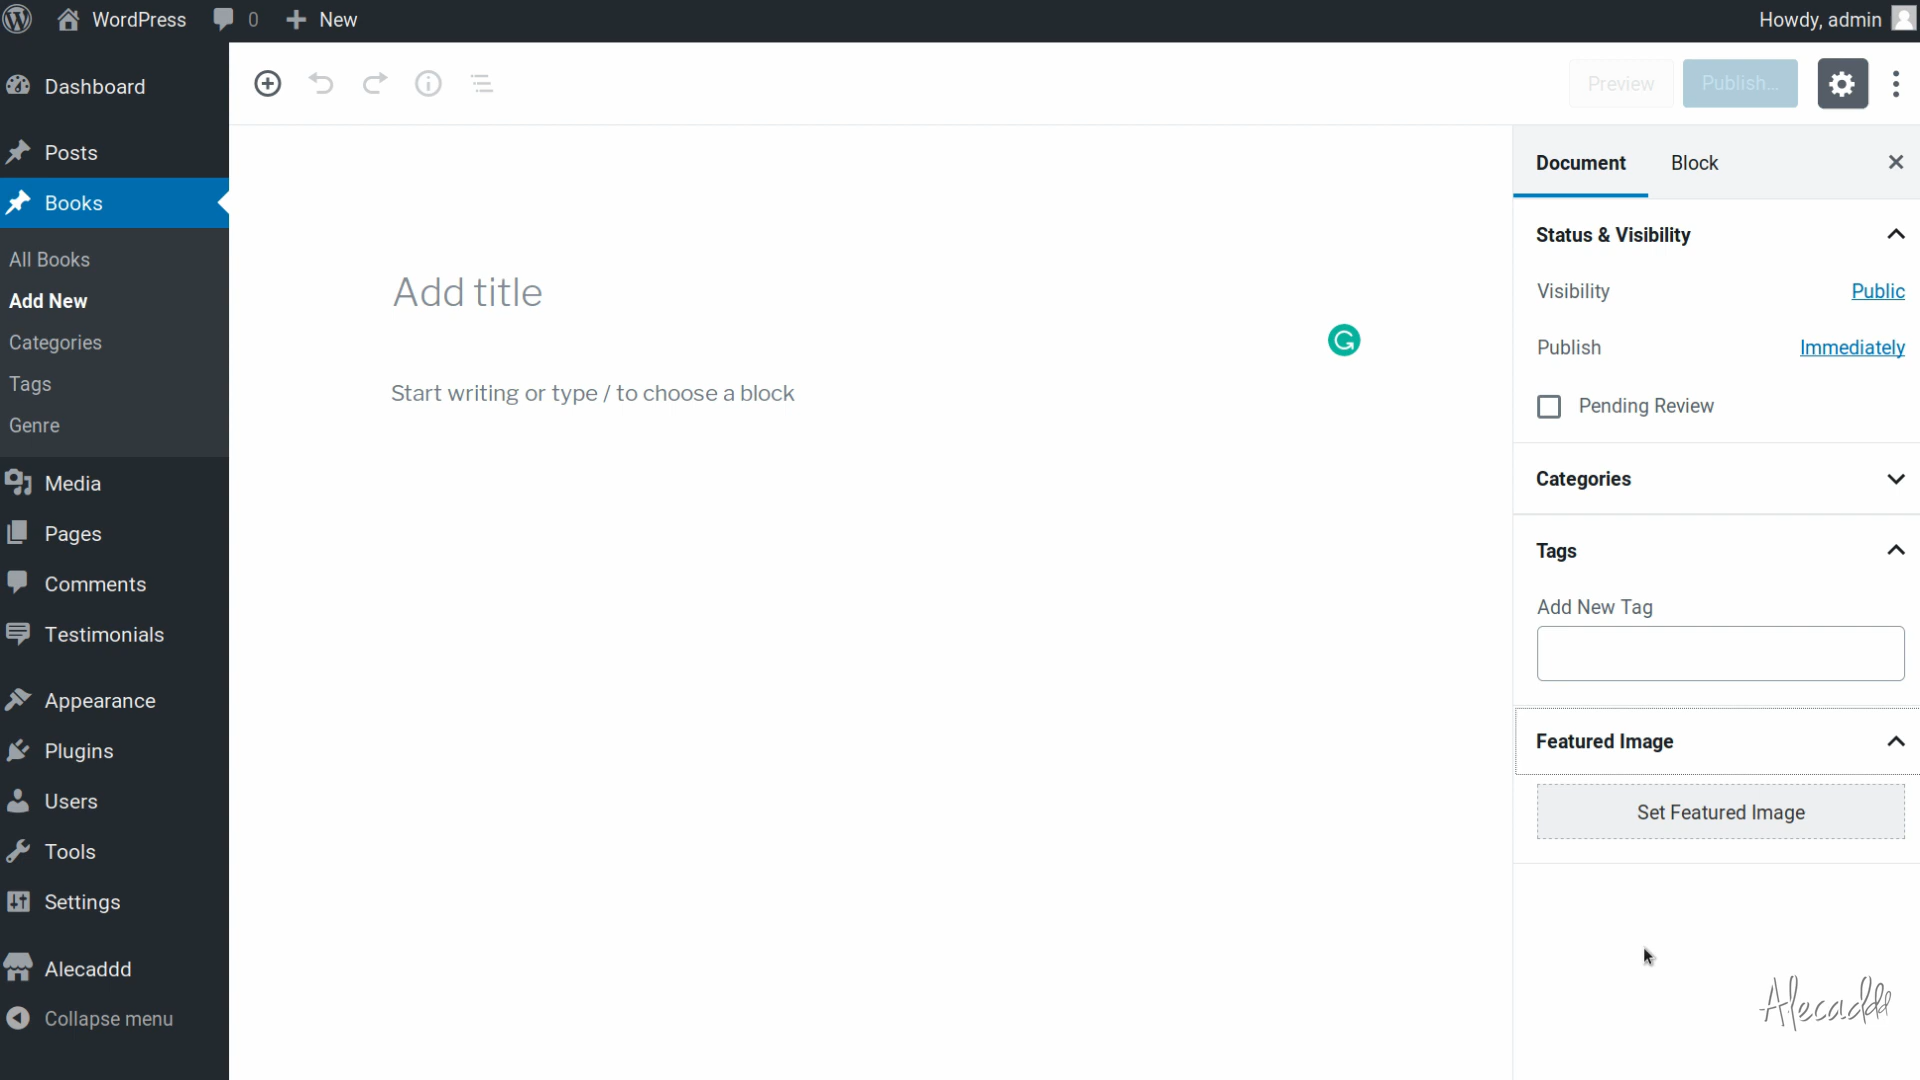 WordPress
0
New
Howdy, admin
Dashboard
Posts
Books
All Books
Add New
Categories
Tags
Genre
Media
Pages
Comments
Testimonials
Appearance
Plugins
Users
Tools
Settings
Alecaddd
Collapse menu
Preview
Publish...
Add title
Start writing or type / to choose a block
Document
Block
Status & Visibility
Visibility
Public
Publish
Immediately
Pending Review
Categories
Tags
Add New Tag
Featured Image
Set Featured Image
Alecaddd